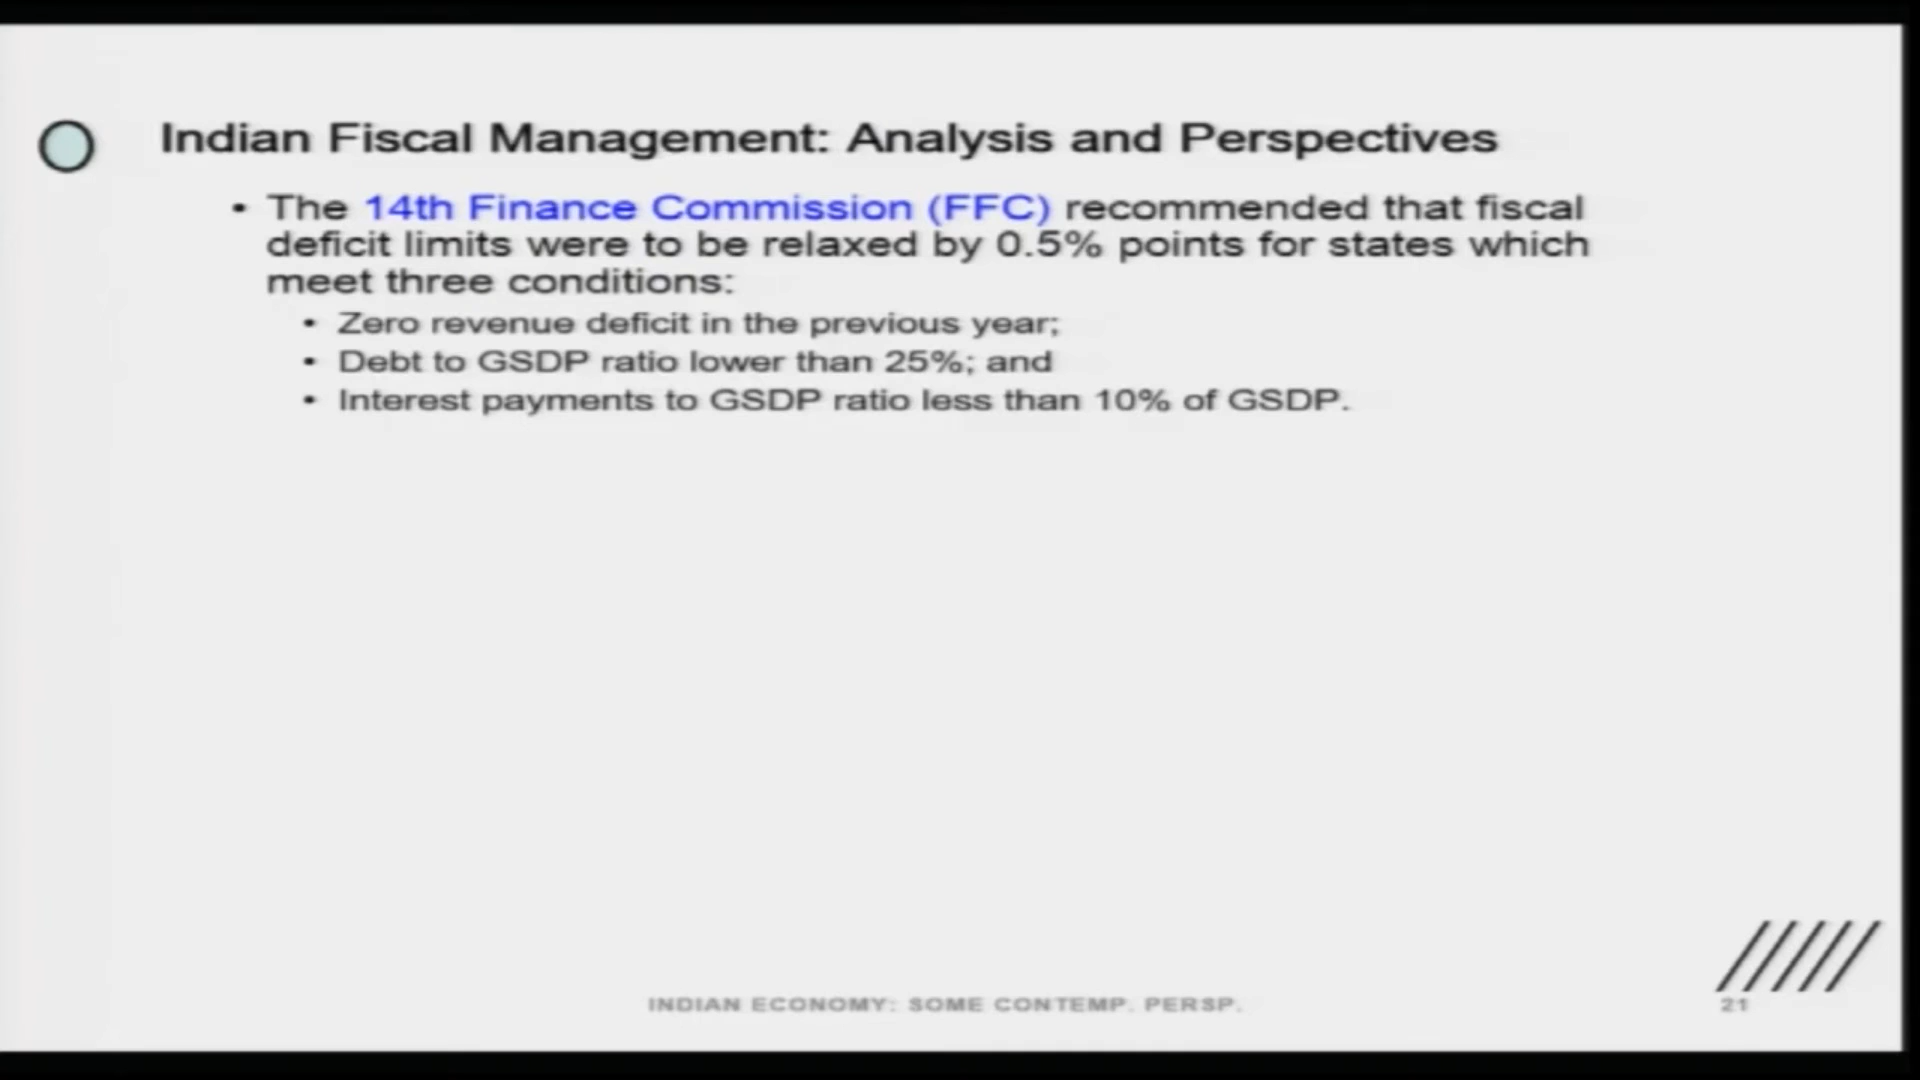 Indian Fiscal Management: Analysis and Perspectives
• The 14th Finance Commission (FFC) recommended that fiscal
deficit limits were to be relaxed by 0.5% points for states which
meet three conditions:
• Zero revenue deficit in the previous year;
• Debt to GSDP ratio lower than 25%; and
• Interest payments to GSDP ratio less than 10% of GSDP.
INDIAN ECONOMY: SOME CONTEMP. PERSP.
21